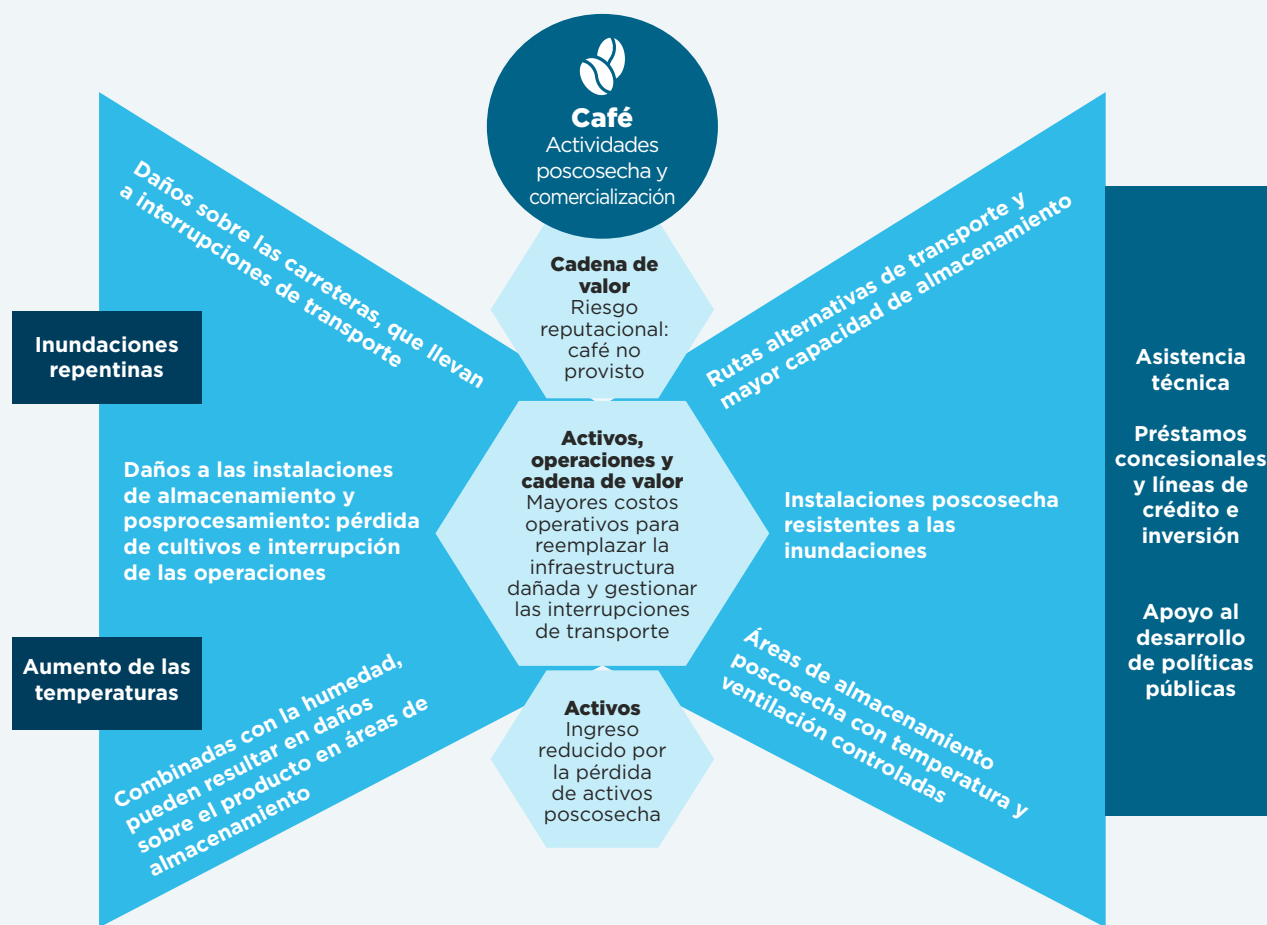 Café
Actividades
poscosecha y
comercialización
Daños sobre las carreteras, que llevan
a interrupciones de transporte
Inundaciones
repentinas
Daños a las instalaciones
de almacenamiento y
posprocesamiento: pérdida
de cultivos e interrupción
de las operaciones
Aumento de las
temperaturas
Combinadas con la humedad,
pueden resultar en daños
sobre el producto en áreas de
almacenamiento
Cadena de
valor
Riesgo
reputacional:
café no
provisto
Activos,
operaciones y
cadena de valor
Mayores costos
operativos para
reemplazar la
infraestructura
dañada y gestionar
las interrupciones
de transporte
Activos
Ingreso
reducido por
la pérdida
de activos
poscosecha
Rutas alternativas de transporte y
mayor capacidad de almacenamiento
Instalaciones poscosecha
resistentes a las
inundaciones
Áreas de almacenamiento
poscosecha con temperatura y
ventilación controladas
Asistencia
técnica
Préstamos
concesionales
y líneas de
crédito e
inversión
Apoyo al
desarrollo
de políticas
públicas